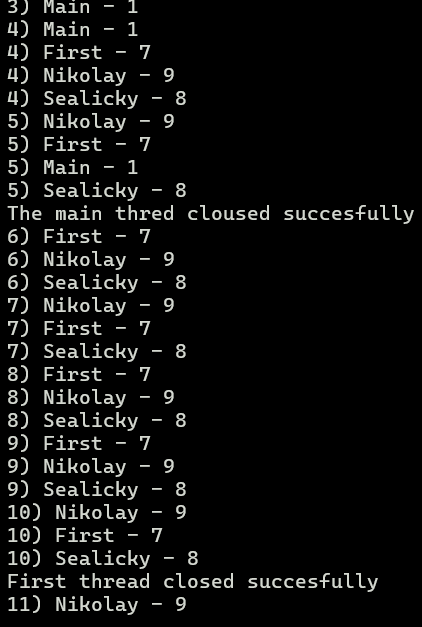 3) Main - 1
4) Main - 1
4) First - 7
4) Nikolay - 9
4) Sealicky - 8
5) Nikolay - 9
5) First - 7
5) Main - 1
5) Sealicky - 8
The main thred cloused succesfully
6) First - 7
6) Nikolay - 9
6) Sealicky - 8
7) Nikolay - 9
7) First - 7
7) Sealicky - 8
8) First - 7
8) Nikolay - 9
8) Sealicky - 8
9) First - 7
9) Nikolay - 9
9) Sealicky - 8
10) Nikolay - 9
10) First - 7
10) Sealicky - 8
First thread closed succesfully
11) Nikolay - 9